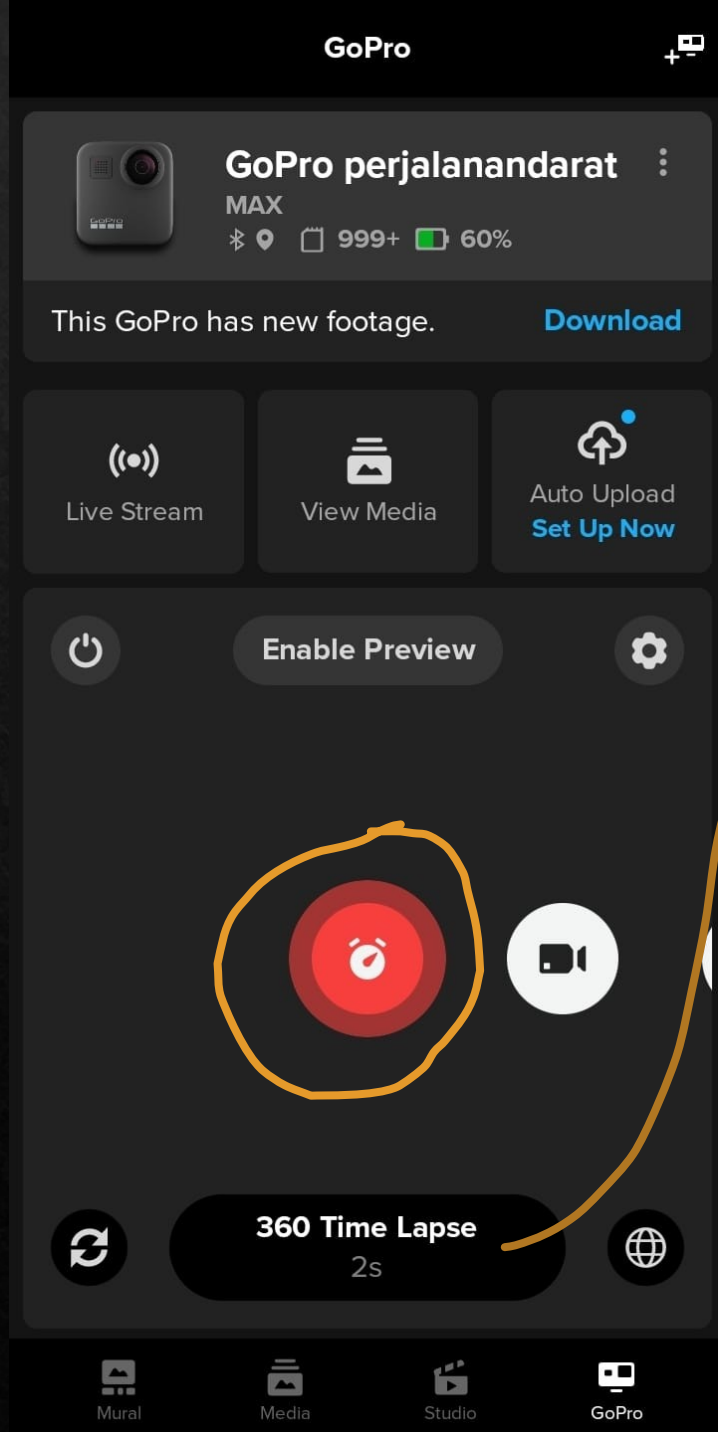 GoPro
GoPro perjalanandarat
MAX
999+ 60%
This GoPro has new footage. Download
Live Stream
View Media
Auto Upload
Set Up Now
Enable Preview
360 Time Lapse
2s
Mural
Media
Studio
GoPro